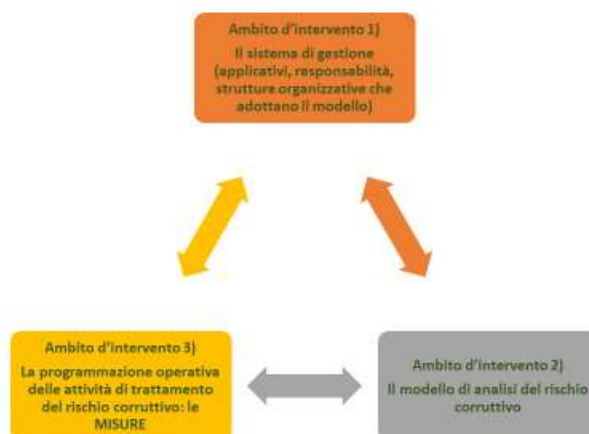 Ambito d'intervento 1)
Il sistema di gestione
(applicativi, responsabilità,
strutture organizzative che
adottano il modello)
Ambito d'intervento 3)
La programmazione operativa
delle attività di trattamento
del rischio corruttivo: le
MISURE
Ambito d'intervento 2)
Il modello di analisi del rischio
corruttivo